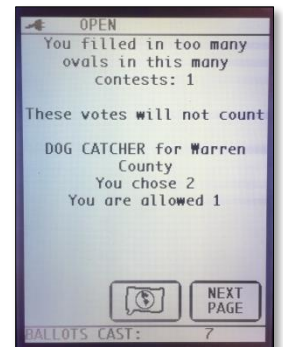 OPEN
You filled in too many
ovals in this many
contests: 1
These votes will not count
DOG CATCHER for Warren
County
You chose 2
You are allowed 1
NEXT
PAGE
BALLOTS CAST: 7